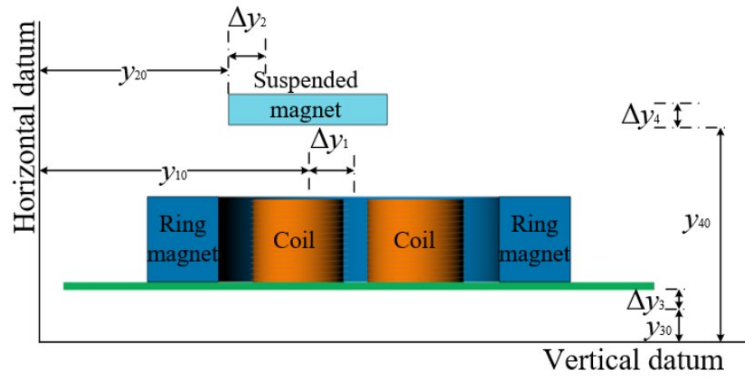 Δy₂
y₂₀
Suspended
magnet
Δy₄
Δy₁
y₁₀
Horizontal datum
y₄₀
Ring
magnet
Coil
Coil
Ring
magnet
Δy₃
y₃₀
Vertical datum